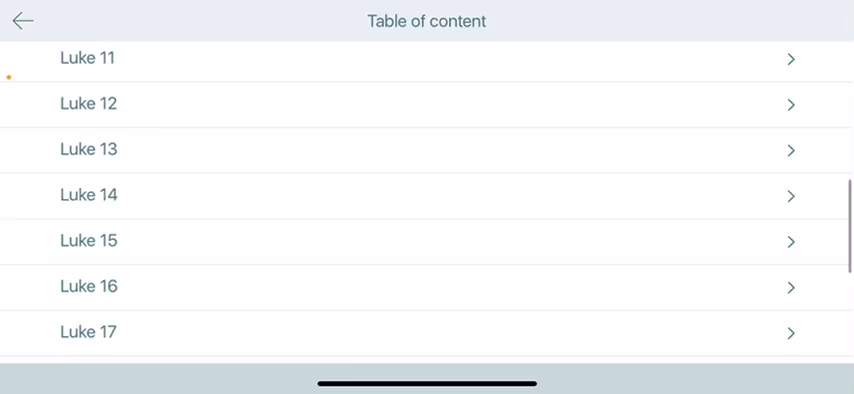 Table of content
Luke 11
Luke 12
Luke 13
Luke 14
Luke 15
Luke 16
Luke 17